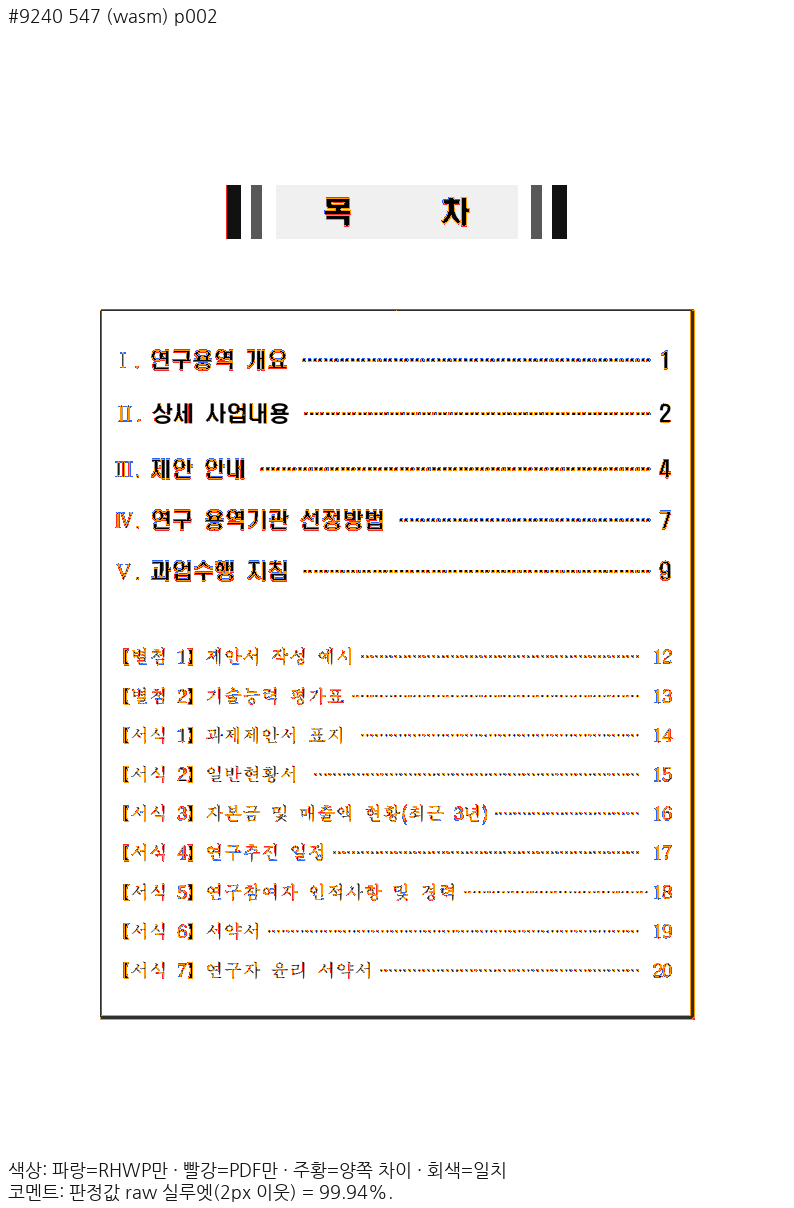 #9240 547 (wasm) p002
목 차
Ⅰ. 연구용역 개요 1
Ⅱ. 상세 사업내용 2
Ⅲ. 제안 안내 4
Ⅳ. 연구 용역기관 선정방법 7
Ⅴ. 과업수행 지침 9
【별첨 1】 제안서 작성 예시 12
【별첨 2】 기술능력 평가표 13
【서식 1】 과제제안서 표지 14
【서식 2】 일반현황서 15
【서식 3】 자본금 및 매출액 현황(최근 3년) 16
【서식 4】 연구추진 일정 17
【서식 5】 연구참여자 인적사항 및 경력 18
【서식 6】 서약서 19
【서식 7】 연구자 윤리 서약서 20
색상: 파랑=RHWP만 · 빨강=PDF만 · 주황=양쪽 차이 · 회색=일치
코멘트: 판정값 raw 실루엣(2px 이웃) = 99.94%.